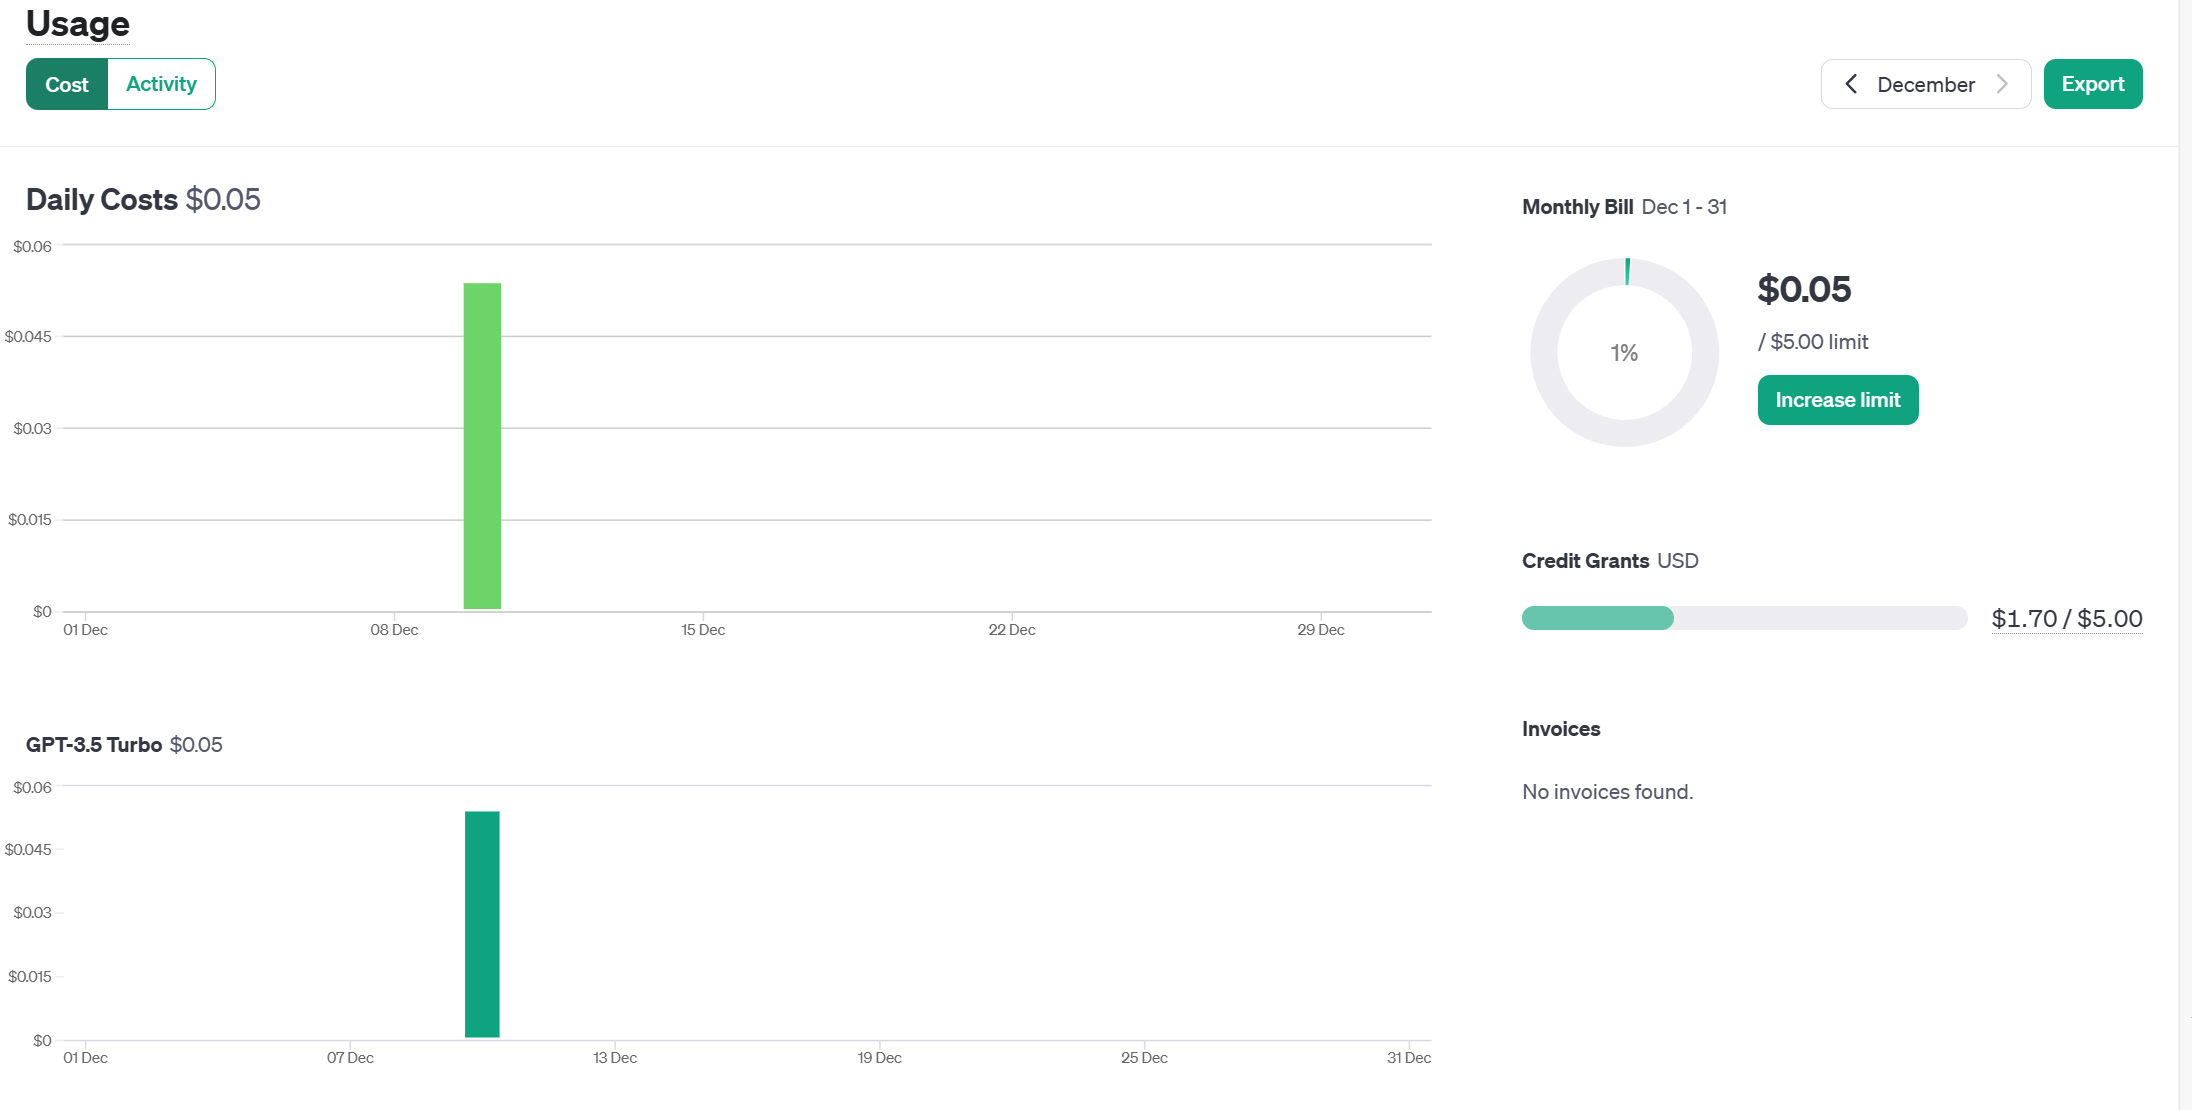 Usage
Cost Activity
December Export
Daily Costs $0.05
$0.06
$0.045
$0.03
$0.015
$0
01 Dec 08 Dec 15 Dec 22 Dec 29 Dec
GPT-3.5 Turbo $0.05
$0.06
$0.045
$0.03
$0.015
$0
01 Dec 07 Dec 13 Dec 19 Dec 25 Dec 31 Dec
Monthly Bill Dec 1 - 31
1%
$0.05
/ $5.00 limit
Increase limit
Credit Grants USD
$1.70 / $5.00
Invoices
No invoices found.